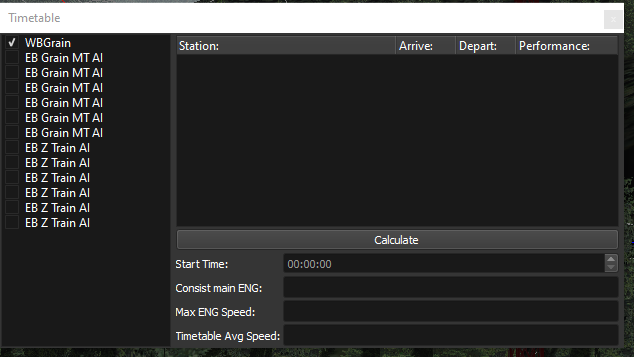 Timetable
x
WBGrain
EB Grain MT AI
EB Grain MT AI
EB Grain MT AI
EB Grain MT AI
EB Grain MT AI
EB Grain MT AI
EB Z Train AI
EB Z Train AI
EB Z Train AI
EB Z Train AI
EB Z Train AI
EB Z Train AI
Station: Arrive: Depart: Performance:
Calculate
Start Time: 00:00:00
Consist main ENG:
Max ENG Speed:
Timetable Avg Speed: